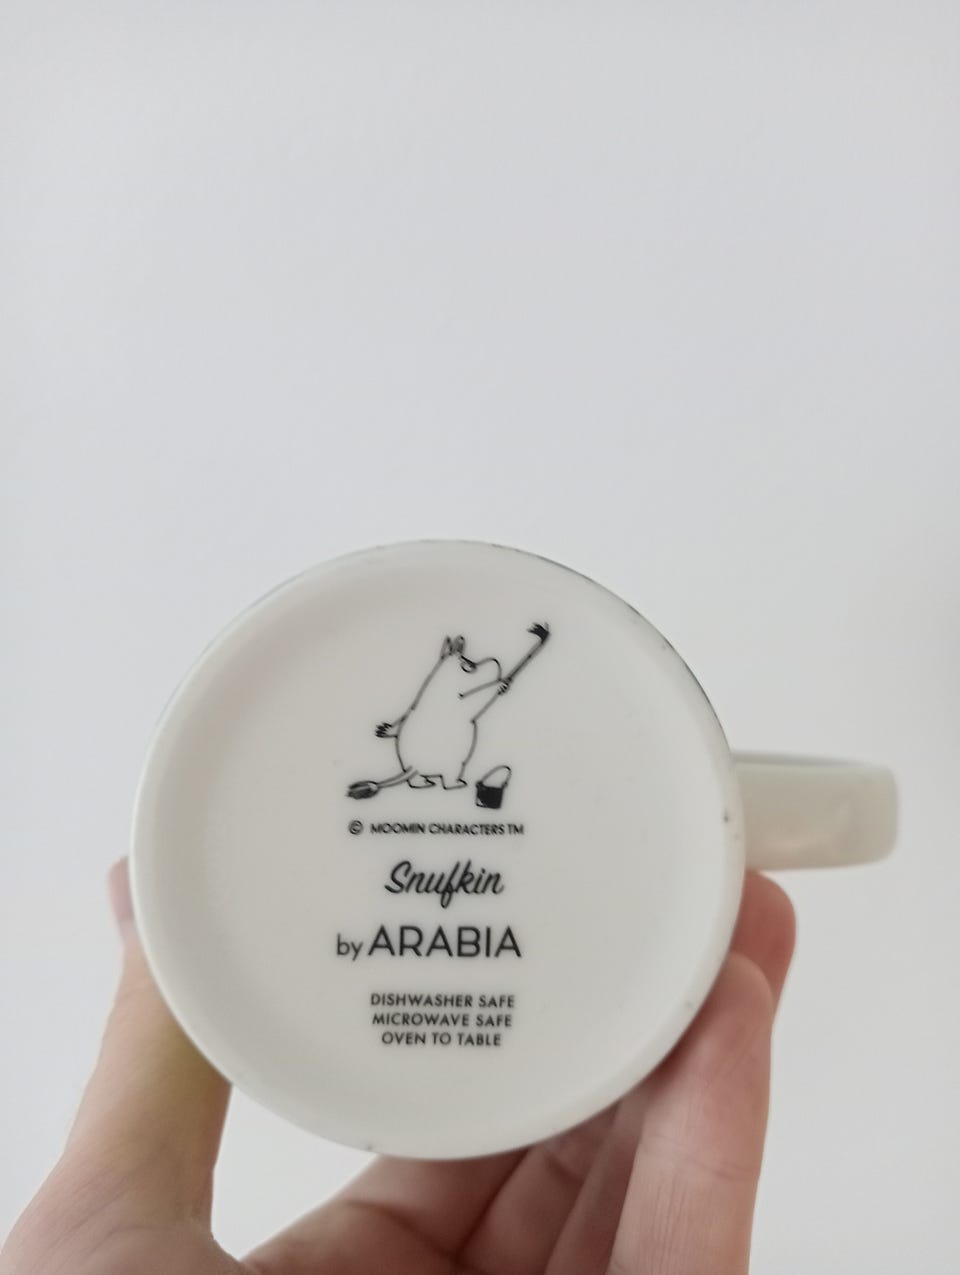 © MOOMIN CHARACTERS TM
Snufkin
by ARABIA
DISHWASHER SAFE
MICROWAVE SAFE
OVEN TO TABLE